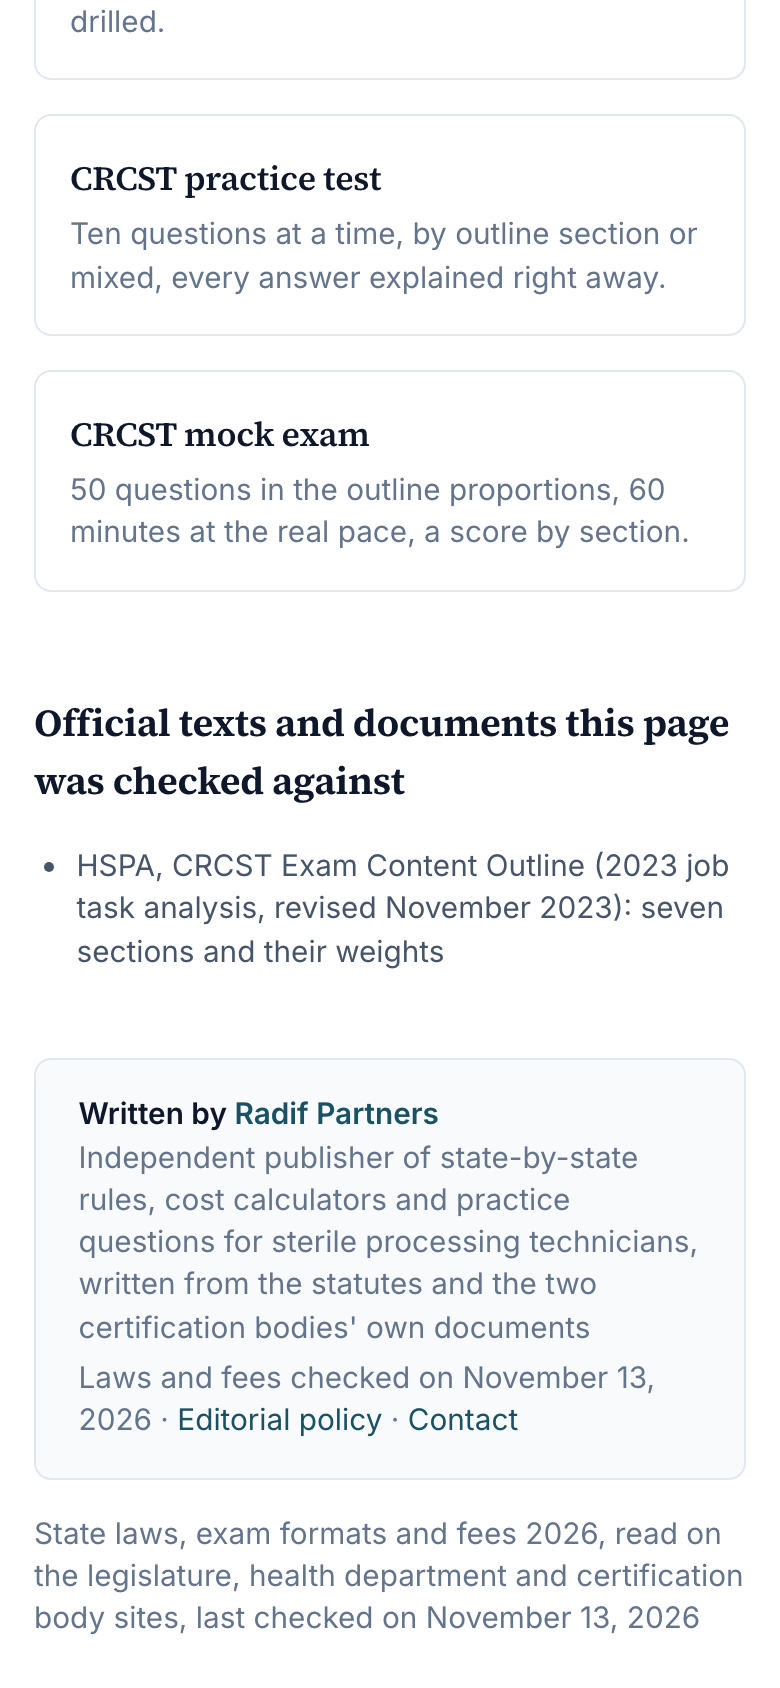 drilled.
CRCST practice test
Ten questions at a time, by outline section or
mixed, every answer explained right away.
CRCST mock exam
50 questions in the outline proportions, 60
minutes at the real pace, a score by section.
Official texts and documents this page
was checked against
• HSPA, CRCST Exam Content Outline (2023 job
task analysis, revised November 2023): seven
sections and their weights
Written by Radif Partners
Independent publisher of state-by-state
rules, cost calculators and practice
questions for sterile processing technicians,
written from the statutes and the two
certification bodies' own documents
Laws and fees checked on November 13,
2026 · Editorial policy · Contact
State laws, exam formats and fees 2026, read on
the legislature, health department and certification
body sites, last checked on November 13, 2026